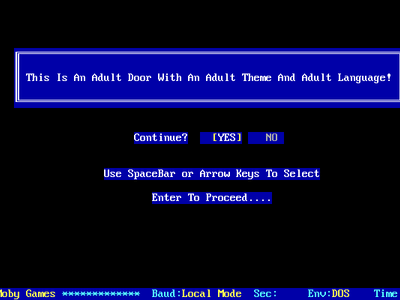 This Is An Adult Door With An Adult Theme And Adult Language!
Continue? [YES] NO
Use SpaceBar or Arrow Keys To Select
Enter To Proceed....
Moby Games ************* Baud:Local Mode Sec: Env:DOS Time